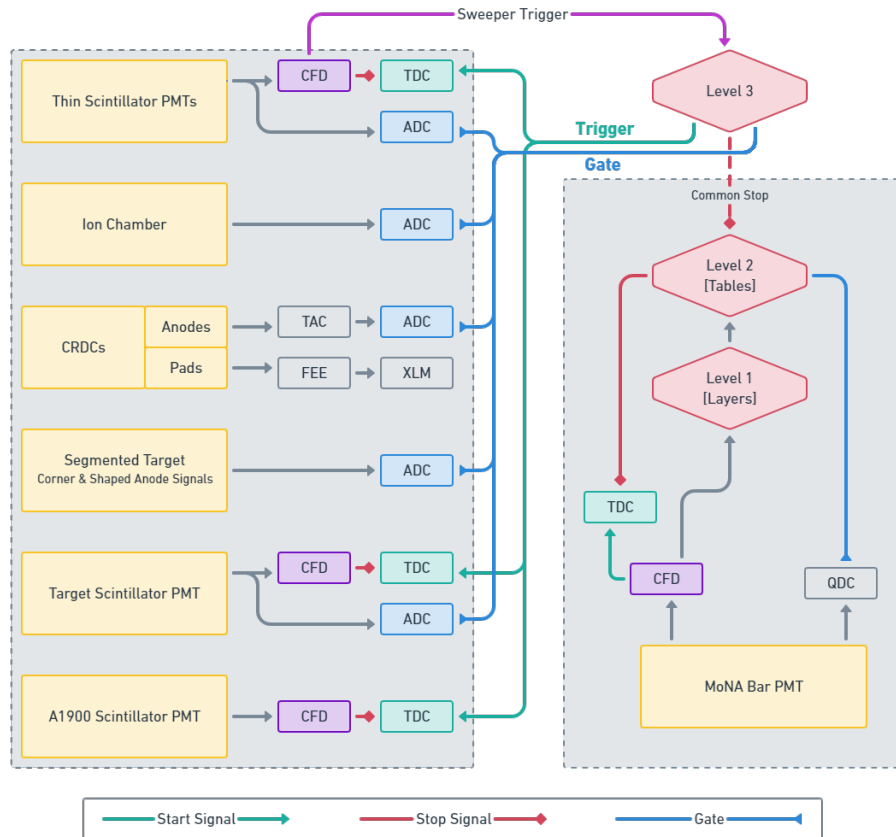 Sweeper Trigger
Thin Scintillator PMTs
CFD
TDC
ADC
Level 3
Trigger
Gate
Common Stop
Ion Chamber
ADC
Level 2
[Tables]
CRDCs
Anodes
Pads
TAC
ADC
FEE
XLM
Level 1
[Layers]
Segmented Target
Corner & Shaped Anode Signals
ADC
TDC
Target Scintillator PMT
CFD
TDC
ADC
CFD
QDC
A1900 Scintillator PMT
CFD
TDC
MoNA Bar PMT
Start Signal
Stop Signal
Gate